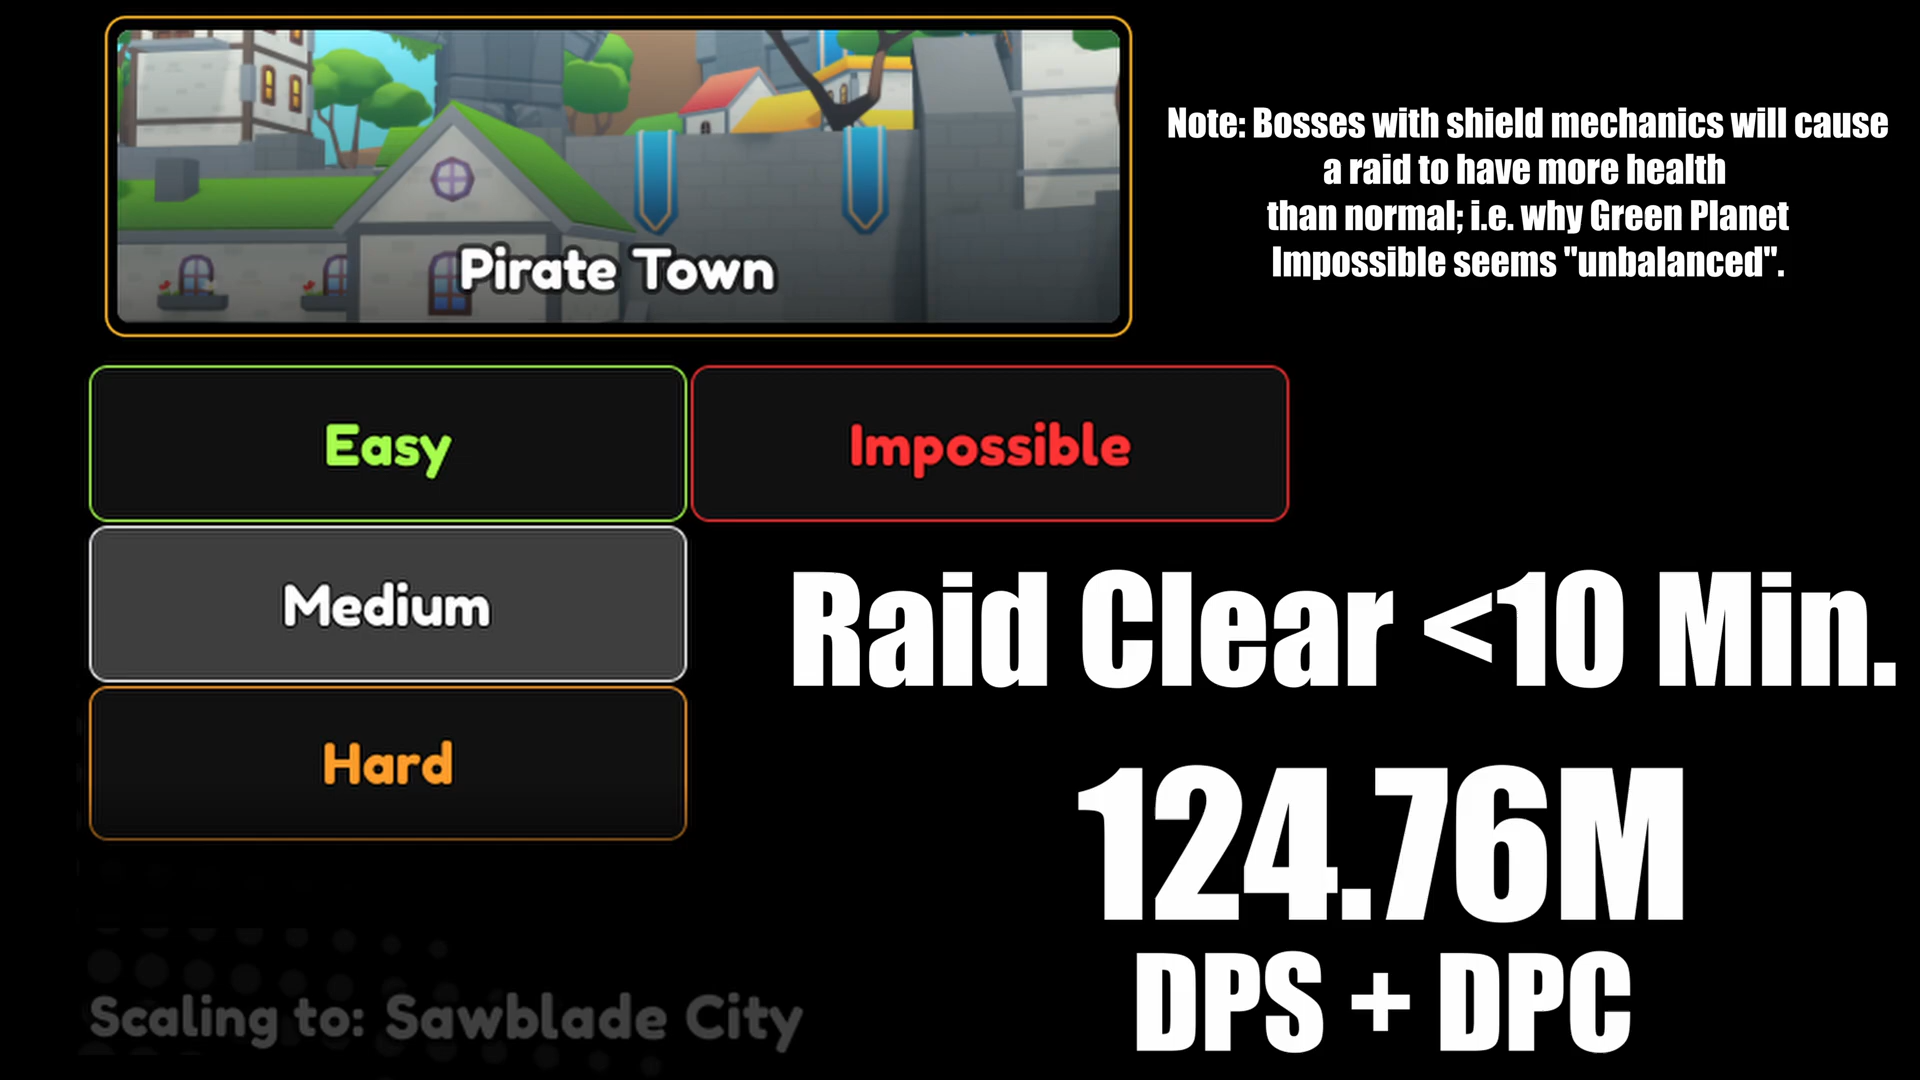 Pirate Town
Note: Bosses with shield mechanics will cause
a raid to have more health
than normal; i.e. why Green Planet
Impossible seems "unbalanced".
Easy
Impossible
Medium
Hard
Raid Clear <10 Min.
124.76M
DPS + DPC
Scaling to: Sawblade City